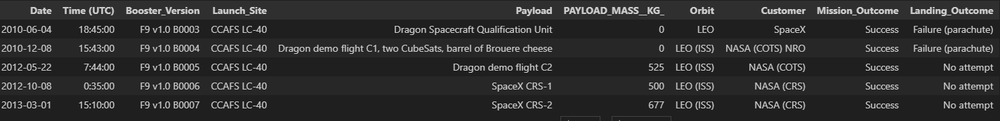 Date Time (UTC) Booster_Version Launch_Site Payload PAYLOAD_MASS__KG_ Orbit Customer Mission_Outcome Landing_Outcome
2010-06-04 18:45:00 F9 v1.0 B0003 CCAFS LC-40 Dragon Spacecraft Qualification Unit 0 LEO SpaceX Success Failure (parachute)
2010-12-08 15:43:00 F9 v1.0 B0004 CCAFS LC-40 Dragon demo flight C1, two CubeSats, barrel of Brouere cheese 0 LEO (ISS) NASA (COTS) NRO Success Failure (parachute)
2012-05-22 7:44:00 F9 v1.0 B0005 CCAFS LC-40 Dragon demo flight C2 525 LEO (ISS) NASA (COTS) Success No attempt
2012-10-08 0:35:00 F9 v1.0 B0006 CCAFS LC-40 SpaceX CRS-1 500 LEO (ISS) NASA (CRS) Success No attempt
2013-03-01 15:10:00 F9 v1.0 B0007 CCAFS LC-40 SpaceX CRS-2 677 LEO (ISS) NASA (CRS) Success No attempt